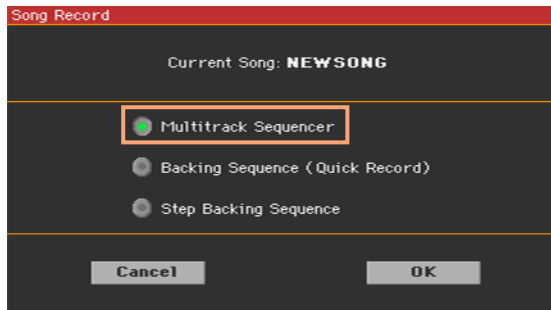 Song Record
Current Song: NEWSONG
Multitrack Sequencer
Backing Sequence (Quick Record)
Step Backing Sequence
Cancel OK